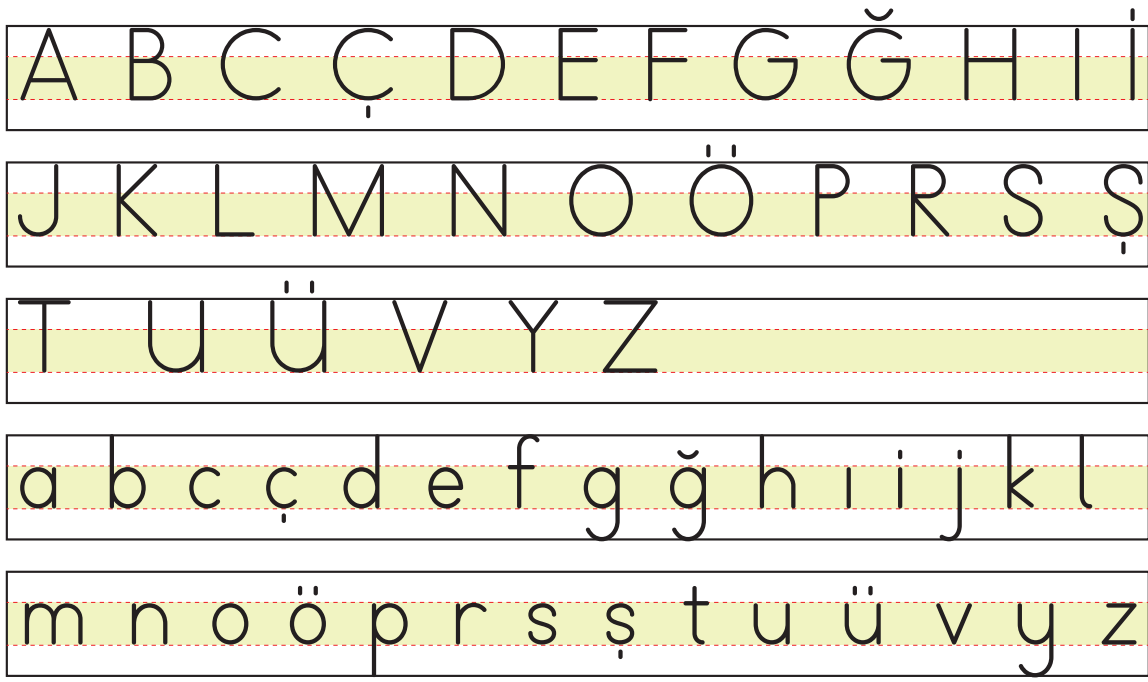 A B C Ç D E F G Ğ H I İ
J K L M N O Ö P R S Ş
T U Ü V Y Z
a b c ç d e f g ğ h ı i j k l
m n o ö p r s ş t u ü v y z